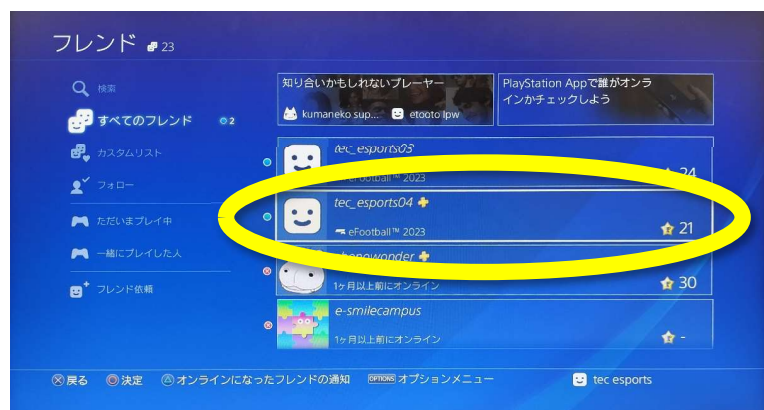 フレンド 23
検索
すべてのフレンド 2
カスタムリスト
フォロー
ただいまプレイ中
一緒にプレイした人
フレンド依頼
知り合いかもしれないプレーヤー
kumaneko sup... etooto lpw
PlayStation Appで誰がオンラ
インかチェックしよう
tec_esports03
eFootball™ 2023
24
tec_esports04
eFootball™ 2023
21
1ヶ月以上前にオンライン
30
e-smilecampus
1ヶ月以上前にオンライン
-
戻る 決定 オンラインになったフレンドの通知 OPTIONS オプションメニュー
tec esports